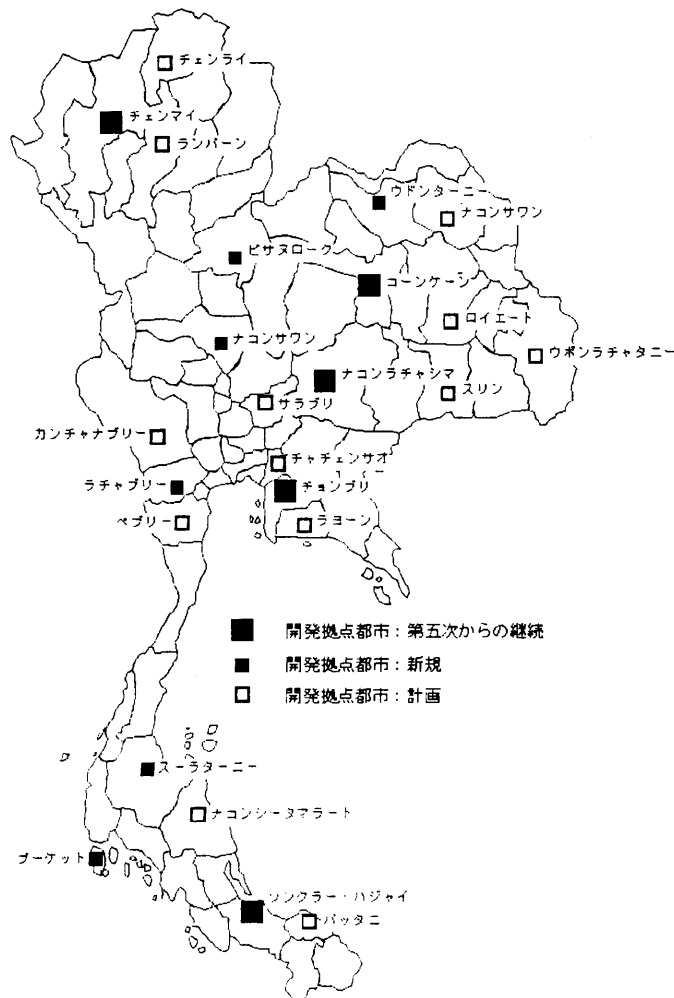 チェンライ
チェンマイ
ランパーン
ウドンターニー
ナコンサワン
ピサヌローク
コーンケーン
ロイエート
ナコンサワン
ウボンラチャタニー
ナコンラチャシマ
スリン
サラブリ
カンチャナブリー
チャチェンサオ
ラチャブリー
チョンブリ
ペブリー
ラヨーン
開発拠点都市：第五次からの継続
開発拠点都市：新規
開発拠点都市：計画
スーラターニー
ナコンシータマラート
プーケット
ソンクラー・ハジャイ
パッタニ